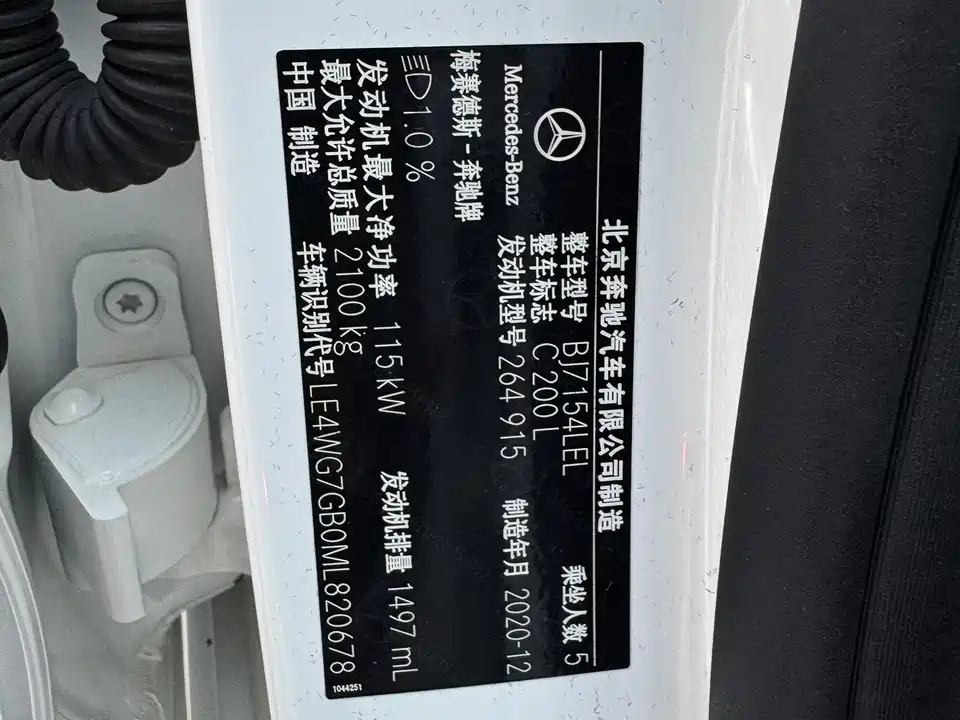 北京奔驰汽车有限公司制造
Mercedes-Benz
整车型号 BJ7154LEL 乘坐人数 5
整车标志 C 200 L
发动机型号 264 915 制造年月 2020-12
梅赛德斯-奔驰牌
1.0 %
发动机最大净功率 115 kW 发动机排量 1497 mL
最大允许总质量 2100 kg
车辆识别代号 LE4WG7GB0ML820678
中国 制造
1044251